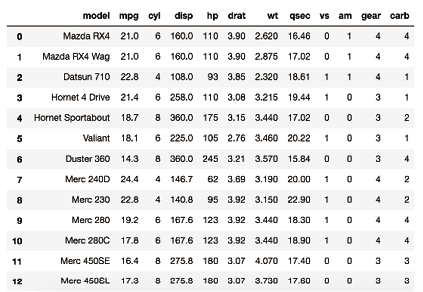 model mpg cyl disp hp drat wt qsec vs am gear carb
0 Mazda RX4 21.0 6 160.0 110 3.90 2.620 16.46 0 1 4 4
1 Mazda RX4 Wag 21.0 6 160.0 110 3.90 2.875 17.02 0 1 4 4
2 Datsun 710 22.8 4 108.0 93 3.85 2.320 18.61 1 1 4 1
3 Hornet 4 Drive 21.4 6 258.0 110 3.08 3.215 19.44 1 0 3 1
4 Hornet Sportabout 18.7 8 360.0 175 3.15 3.440 17.02 0 0 3 2
5 Valiant 18.1 6 225.0 105 2.76 3.460 20.22 1 0 3 1
6 Duster 360 14.3 8 360.0 245 3.21 3.570 15.84 0 0 3 4
7 Merc 240D 24.4 4 146.7 62 3.69 3.190 20.00 1 0 4 2
8 Merc 230 22.8 4 140.8 95 3.92 3.150 22.90 1 0 4 2
9 Merc 280 19.2 6 167.6 123 3.92 3.440 18.30 1 0 4 4
10 Merc 280C 17.8 6 167.6 123 3.92 3.440 18.90 1 0 4 4
11 Merc 450SE 16.4 8 275.8 180 3.07 4.070 17.40 0 0 3 3
12 Merc 450SL 17.3 8 275.8 180 3.07 3.730 17.60 0 0 3 3